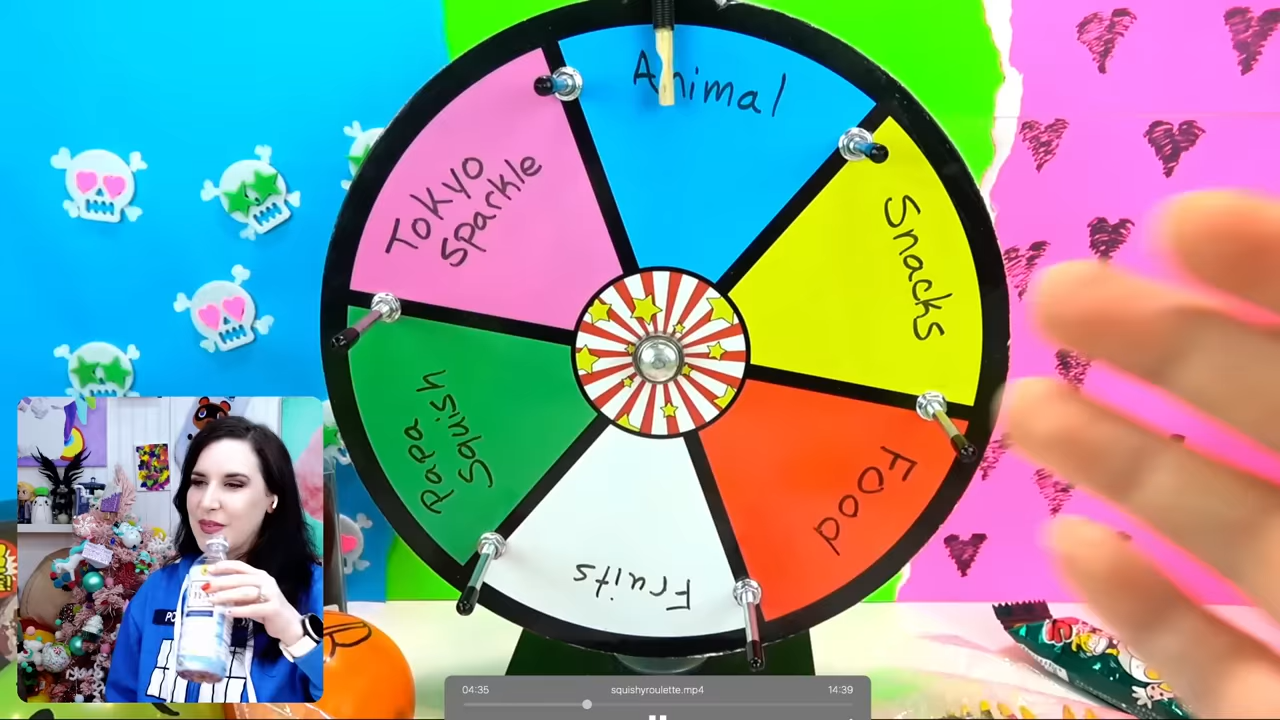 Animal
Tokyo
Sparkle
Snacks
Papa
Squish
Food
Fruits
04:35
squishyroulette.mp4
14:39